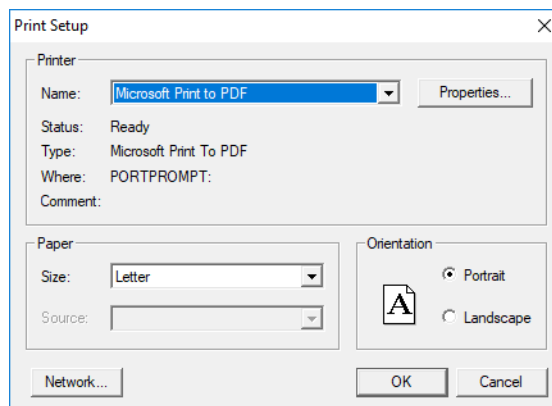 Print Setup
Printer
Name: Microsoft Print to PDF Properties...
Status: Ready
Type: Microsoft Print To PDF
Where: PORTPROMPT:
Comment:
Paper
Size: Letter
Source:
Orientation
A
Portrait
Landscape
Network... OK Cancel